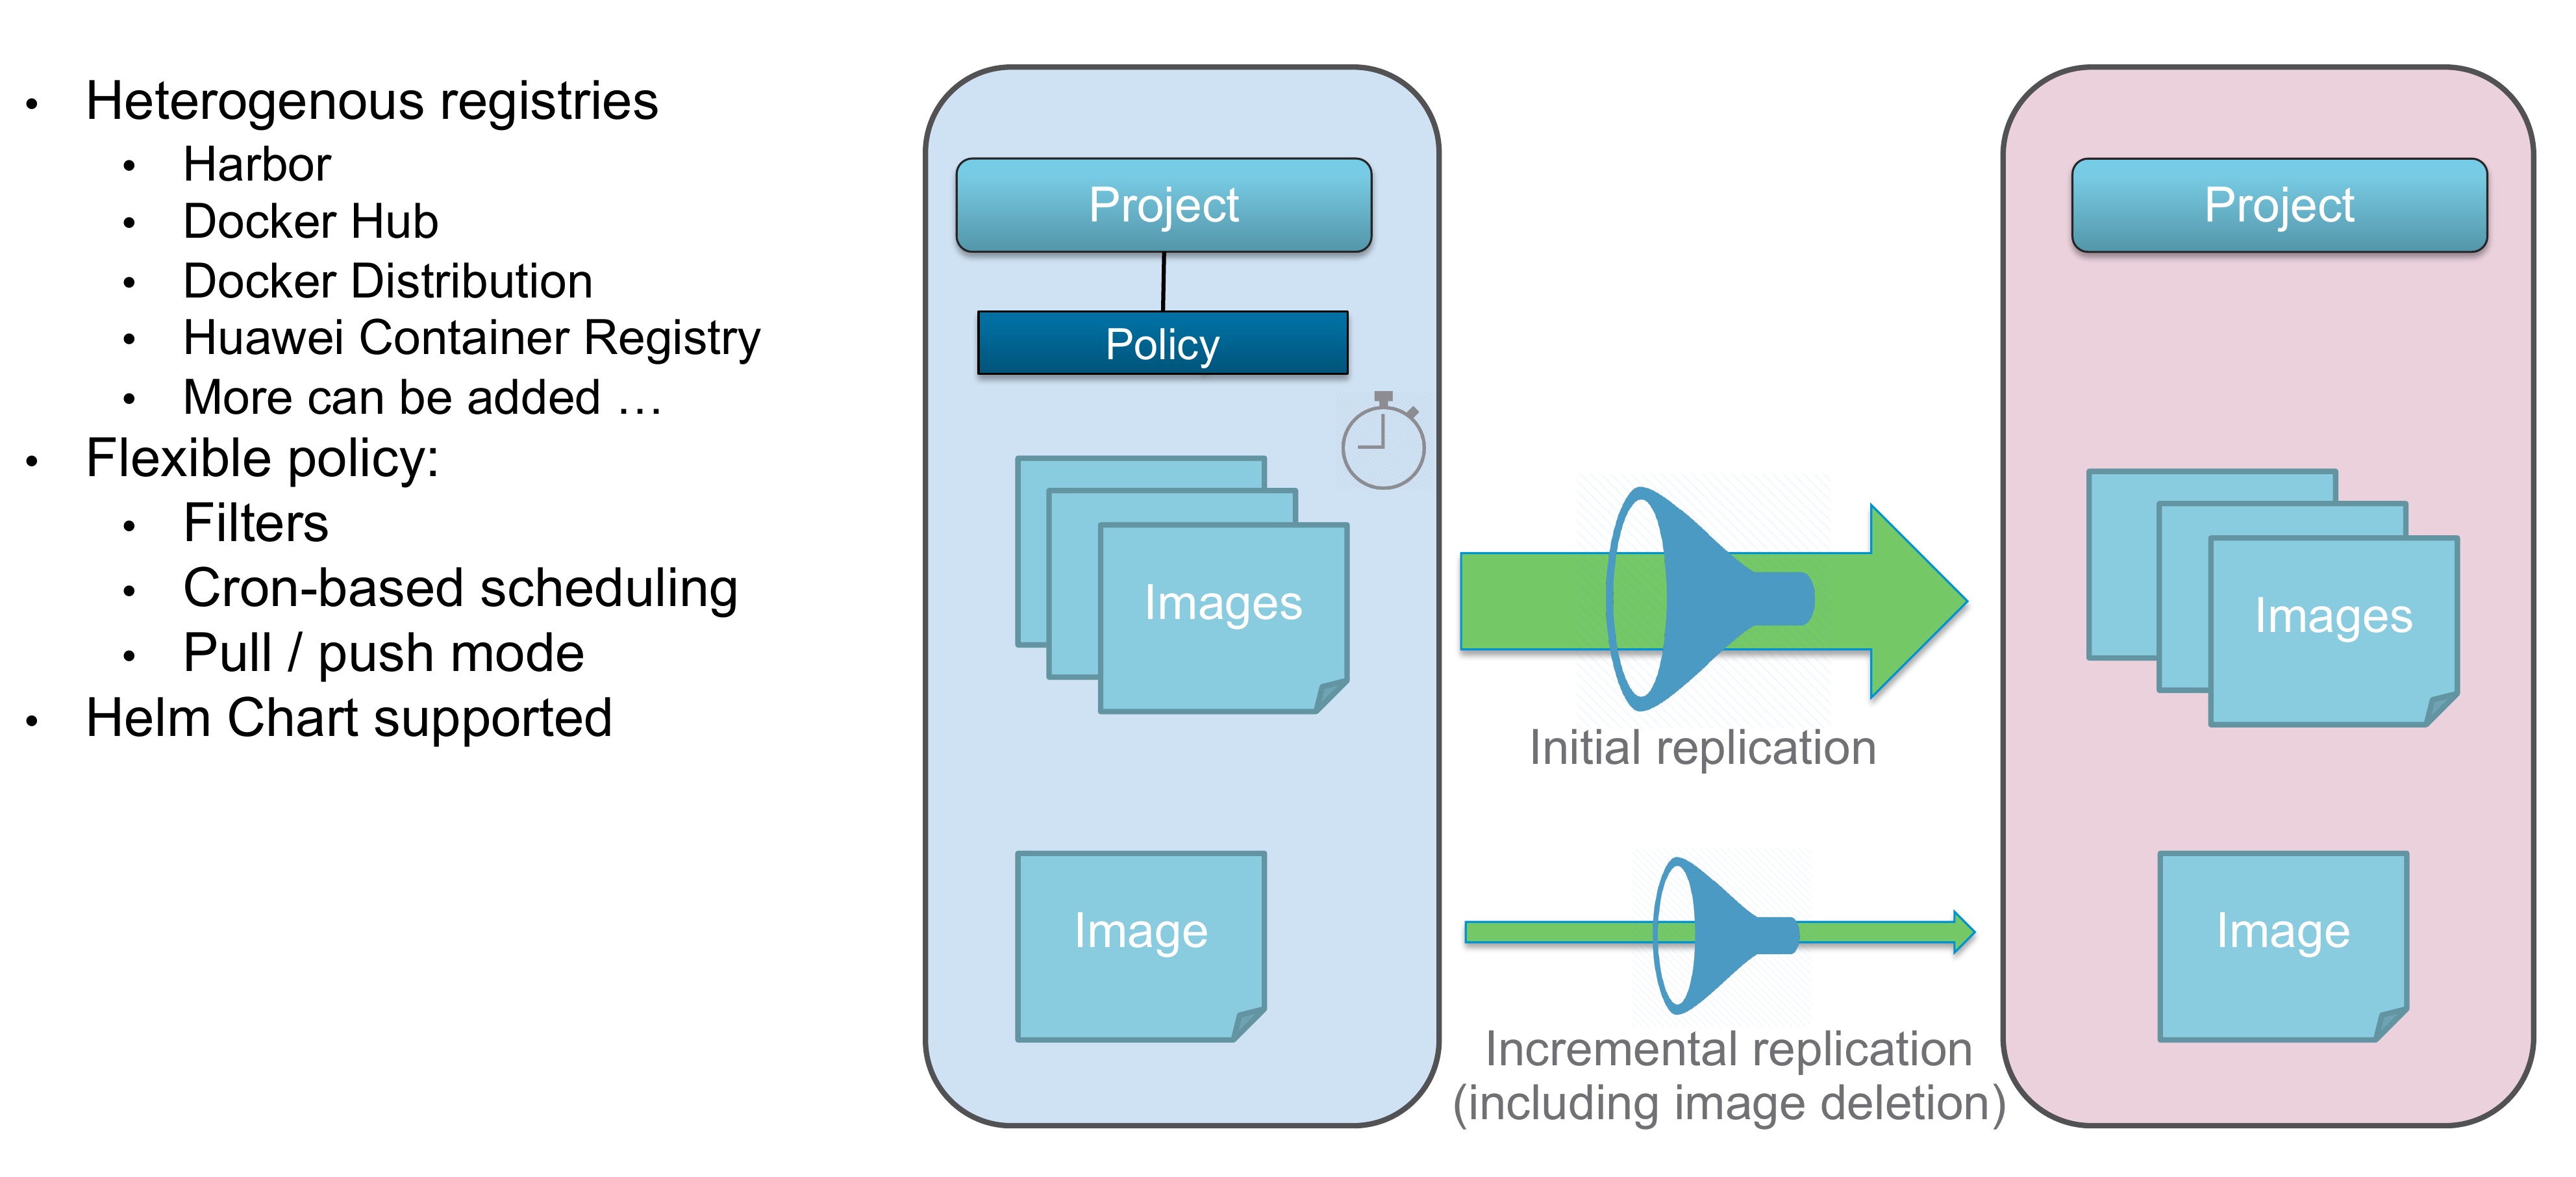 • Heterogenous registries
• Harbor
• Docker Hub
• Docker Distribution
• Huawei Container Registry
• More can be added …
• Flexible policy:
• Filters
• Cron-based scheduling
• Pull / push mode
• Helm Chart supported
Project
Policy
Images
Image
Initial replication
Incremental replication
(including image deletion)
Project
Images
Image